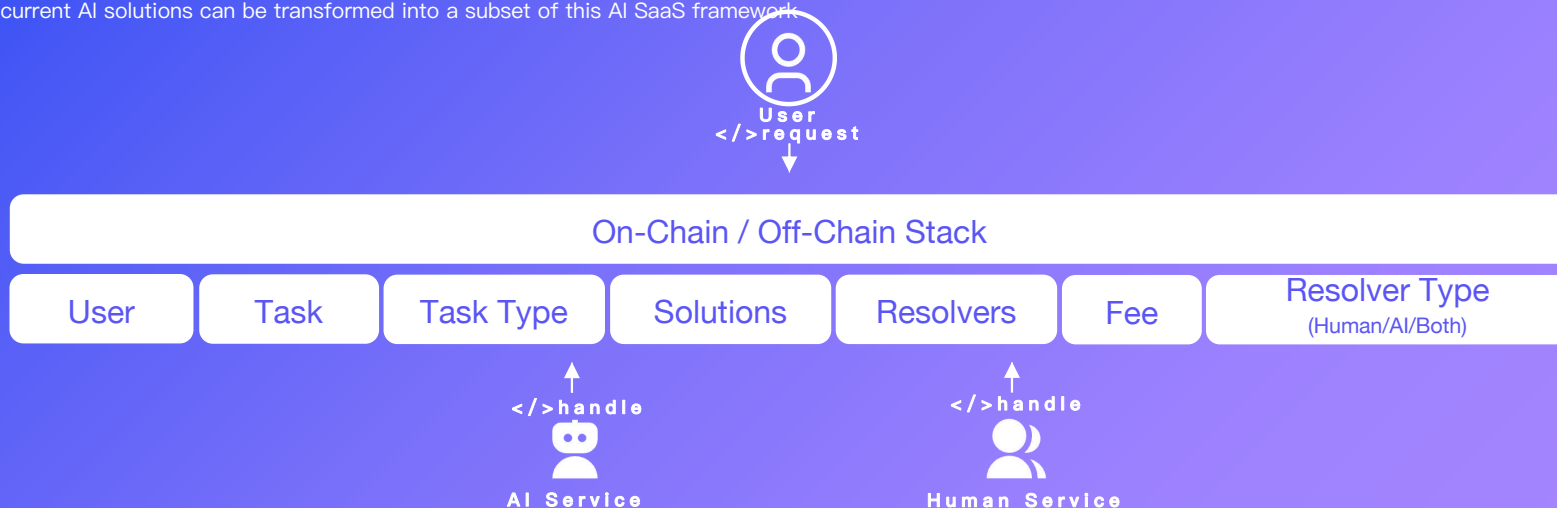 current AI solutions can be transformed into a subset of this AI SaaS framework
User
</>request
On-Chain / Off-Chain Stack
User
Task
Task Type
Solutions
Resolvers
Fee
Resolver Type
(Human/AI/Both)
</>handle
</>handle
AI Service
Human Service